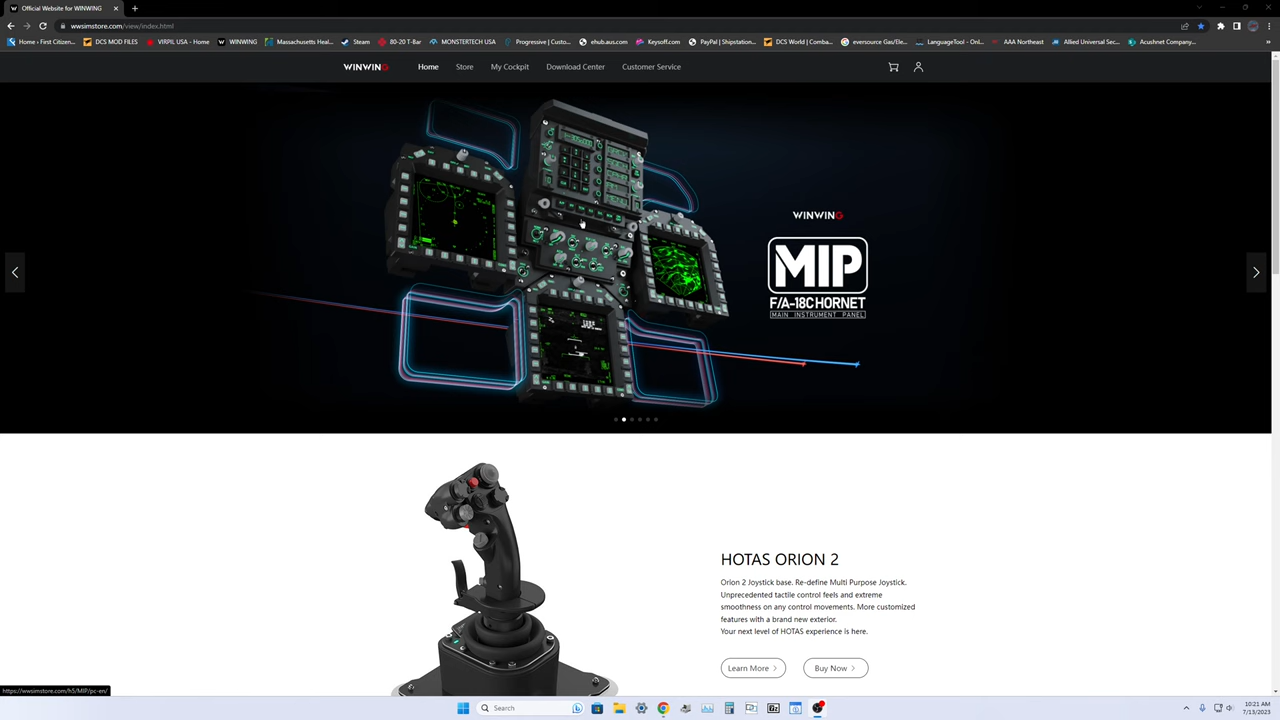 Official Website for WINWING
wwsimstore.com/view/index.html
Home ‹ First Citizen...
DCS MOD FILES
VIRPIL USA - Home
WINWING
Massachusetts Heal...
Steam
80-20 T-Bar
MONSTERTECH USA
Progressive | Custo...
ehub.aus.com
Keysoff.com
PayPal | Shipstation...
DCS World | Comba...
eversource Gas/Ele...
LanguageTool - Onl...
AAA Northeast
Allied Universal Sec...
Acushnet Company...
WINWING
Home
Store
My Cockpit
Download Center
Customer Service
WINWING
MIP
F/A-18C HORNET
MAIN INSTRUMENT PANEL
HOTAS ORION 2
Orion 2 Joystick base. Re-define Multi Purpose Joystick.
Unprecedented tactile control feels and extreme
smoothness on any control movements. More customized
features with a brand new exterior.
Your next level of HOTAS experience is here.
Learn More
Buy Now
https://wwsimstore.com/h5/MIP/pc-en/
Search
10:21 AM
7/13/2023